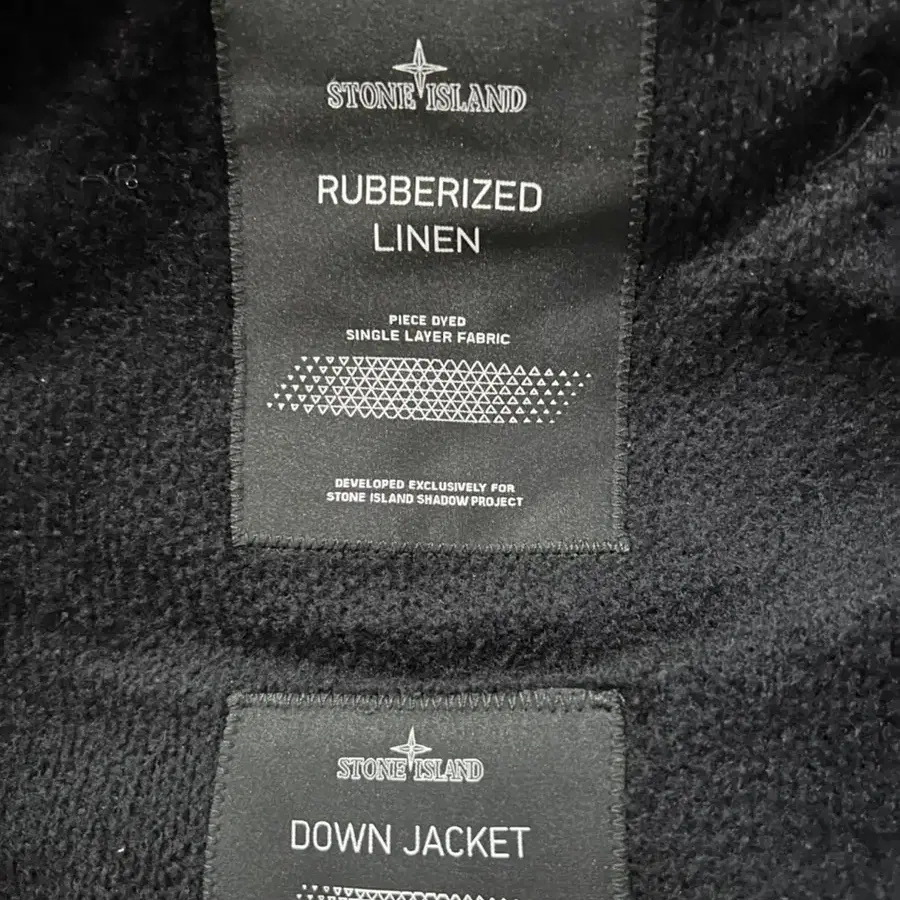 STONE ISLAND
RUBBERIZED
LINEN
PIECE DYED
SINGLE LAYER FABRIC
DEVELOPED EXCLUSIVELY FOR
STONE ISLAND SHADOW PROJECT
STONE ISLAND
DOWN JACKET